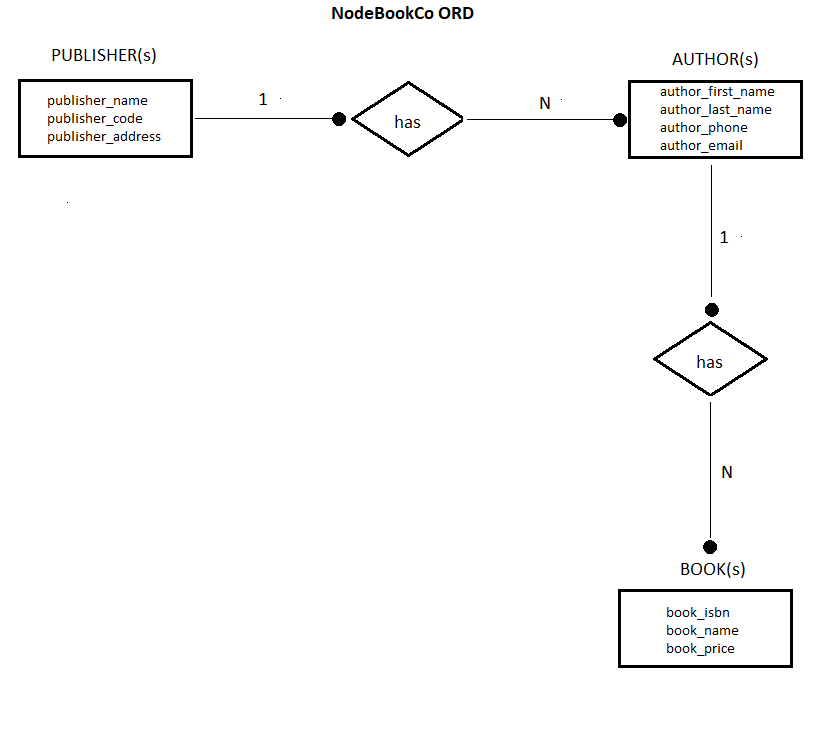 NodeBookCo ORD
PUBLISHER(s)
publisher_name
publisher_code
publisher_address
1
has
N
AUTHOR(s)
author_first_name
author_last_name
author_phone
author_email
1
has
N
BOOK(s)
book_isbn
book_name
book_price